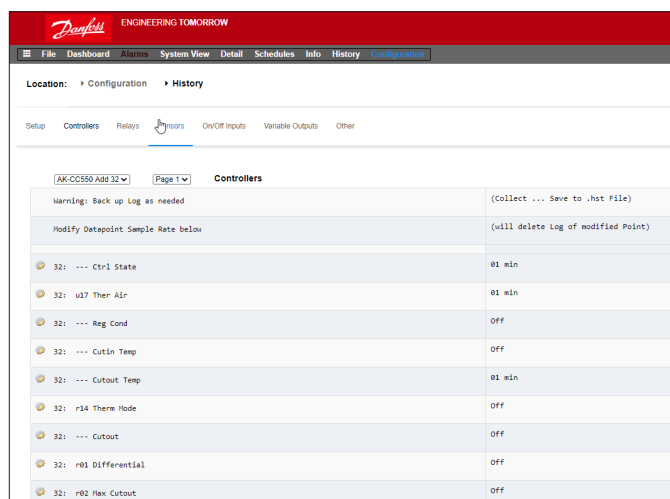 Danfoss ENGINEERING TOMORROW
File Dashboard Alarms System View Detail Schedules Info History Configuration
Location: Configuration History
Setup Controllers Relays Sensors On/Off Inputs Variable Outputs Other
AK-CC550 Add 32 Page 1 Controllers
Warning: Back up Log as needed (Collect ... Save to .hst File)
Modify Datapoint Sample Rate below (will delete Log of modified Point)
32: --- Ctrl State 01 min
32: u17 Ther Air 01 min
32: --- Reg Cond Off
32: --- Cutin Temp Off
32: --- Cutout Temp 01 min
32: r14 Therm Mode Off
32: --- Cutout Off
32: r01 Differential Off
32: r02 Max Cutout Off